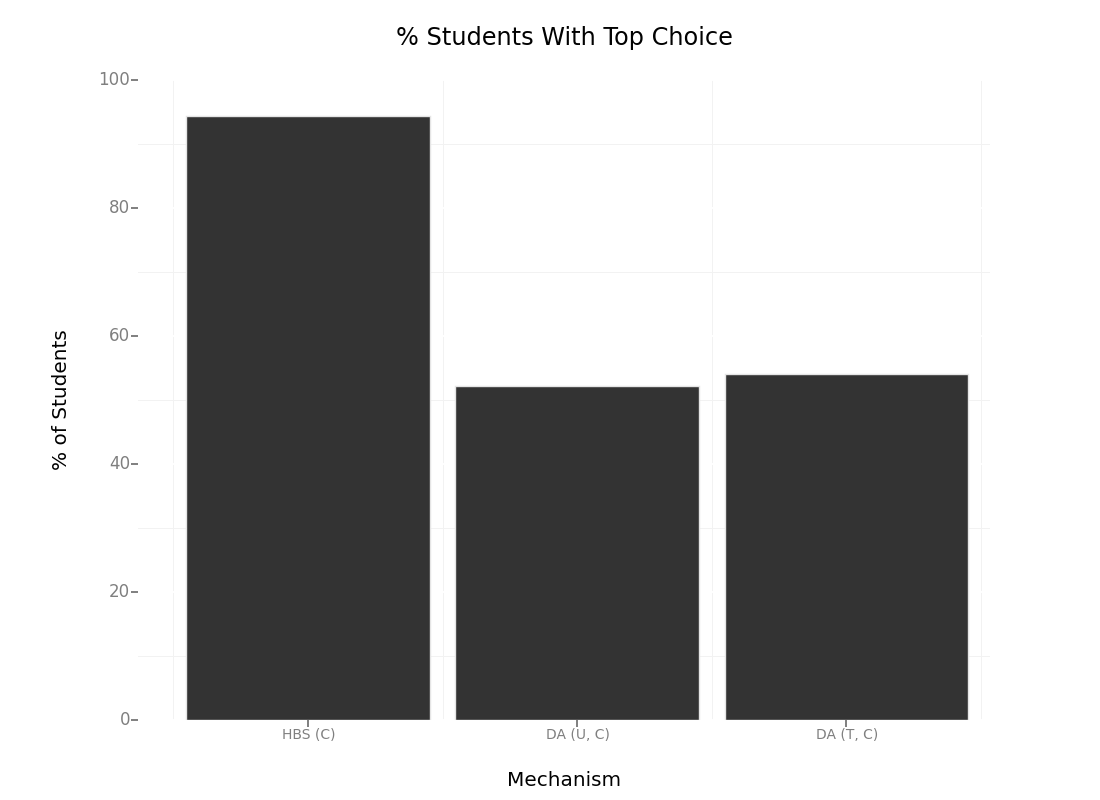 % Students With Top Choice
100
80
60
40
20
0
% of Students
HBS (C)
DA (U, C)
DA (T, C)
Mechanism